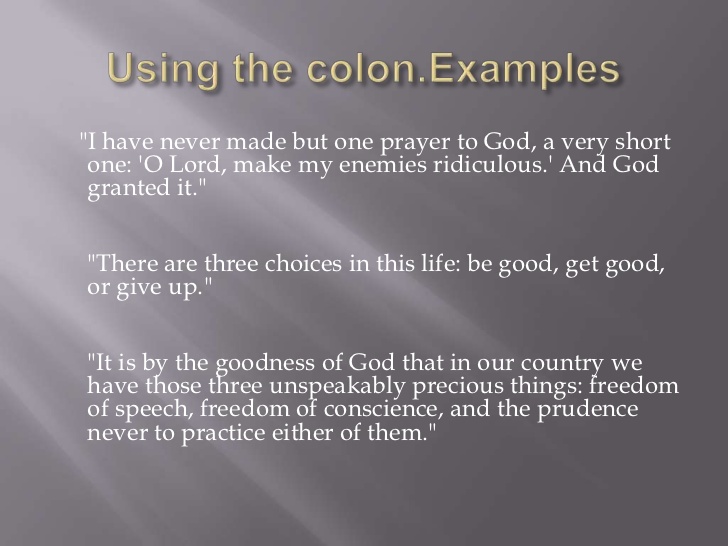 Using the colon.Examples
"I have never made but one prayer to God, a very short
one: 'O Lord, make my enemies ridiculous.' And God
granted it."
"There are three choices in this life: be good, get good,
or give up."
"It is by the goodness of God that in our country we
have those three unspeakably precious things: freedom
of speech, freedom of conscience, and the prudence
never to practice either of them."